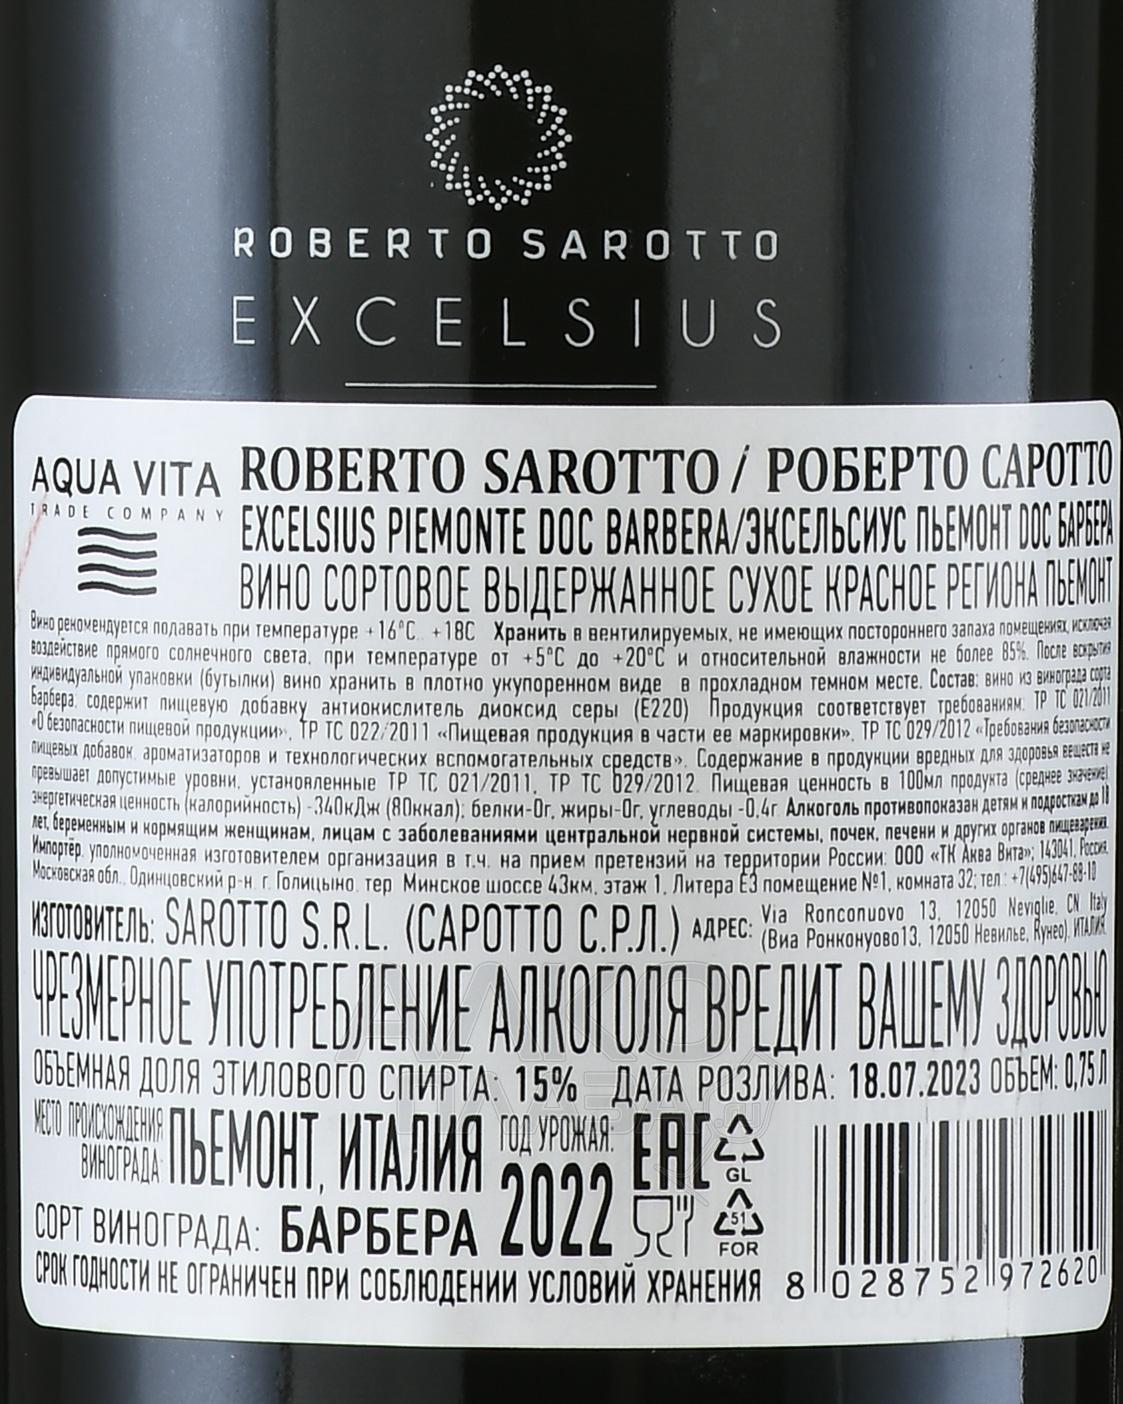 ROBERTO SAROTTO
EXCELSIUS
AQUA VITA
TRADE COMPANY
ROBERTO SAROTTO / РОБЕРТО САРОТТО
EXCELSIUS PIEMONTE DOC BARBERA/ЭКСЕЛЬСИУС ПЬЕМОНТ DOC БАРБЕРА
ВИНО СОРТОВОЕ ВЫДЕРЖАННОЕ СУХОЕ КРАСНОЕ РЕГИОНА ПЬЕМОНТ
Вино рекомендуется подавать при температуре +16°С.. +18С Хранить в вентилируемых, не имеющих постороннего запаха помещениях, исключая
воздействие прямого солнечного света, при температуре от +5°С до +20°С и относительной влажности не более 85%. После вскрытия
индивидуальной упаковки (бутылки) вино хранить в плотно укупоренном виде в прохладном темном месте. Состав: вино из винограда сорта
Барбера, содержит пищевую добавку антиокислитель диоксид серы (Е220) Продукция соответствует требованиям: ТР ТС 021/2011
«О безопасности пищевой продукции», ТР ТС 022/2011 «Пищевая продукция в части ее маркировки», ТР ТС 029/2012 «Требования безопасности
пищевых добавок, ароматизаторов и технологических вспомогательных средств». Содержание в продукции вредных для здоровья веществ не
превышает допустимые уровни, установленные ТР ТС 021/2011, ТР ТС 029/2012. Пищевая ценность в 100мл продукта (среднее значение):
энергетическая ценность (калорийность) -340кДж (80ккал); белки-0г, жиры-0г, углеводы -0,4г. Алкоголь противопоказан детям и подросткам до 18
лет, беременным и кормящим женщинам, лицам с заболеваниями центральной нервной системы, почек, печени и других органов пищеварения.
Импортёр, уполномоченная изготовителем организация в т.ч. на прием претензий на территории России: ООО «ТК Аква Вита»; 143041, Россия,
Московская обл., Одинцовский р-н, г. Голицыно, тер. Минское шоссе 43км, этаж 1, Литера Е3 помещение №1, комната 32; тел.: +7(495)647-88-10
ИЗГОТОВИТЕЛЬ: SAROTTO S.R.L. (САРОТТО С.Р.Л.) АДРЕС: Via Ronconuovo 13, 12050 Neviglie, CN Italy
(Виа Ронконуово13, 12050 Невилье, Кунео), ИТАЛИЯ.
ЧРЕЗМЕРНОЕ УПОТРЕБЛЕНИЕ АЛКОГОЛЯ ВРЕДИТ ВАШЕМУ ЗДОРОВЬЮ
ОБЪЕМНАЯ ДОЛЯ ЭТИЛОВОГО СПИРТА: 15% ДАТА РОЗЛИВА: 18.07.2023 ОБЪЕМ: 0,75 Л
МЕСТО ПРОИСХОЖДЕНИЯ
ВИНОГРАДА: ПЬЕМОНТ, ИТАЛИЯ ГОД УРОЖАЯ:
2022
EAC
GL
51
FOR
СОРТ ВИНОГРАДА: БАРБЕРА
СРОК ГОДНОСТИ НЕ ОГРАНИЧЕН ПРИ СОБЛЮДЕНИИ УСЛОВИЙ ХРАНЕНИЯ
8 028752 972620